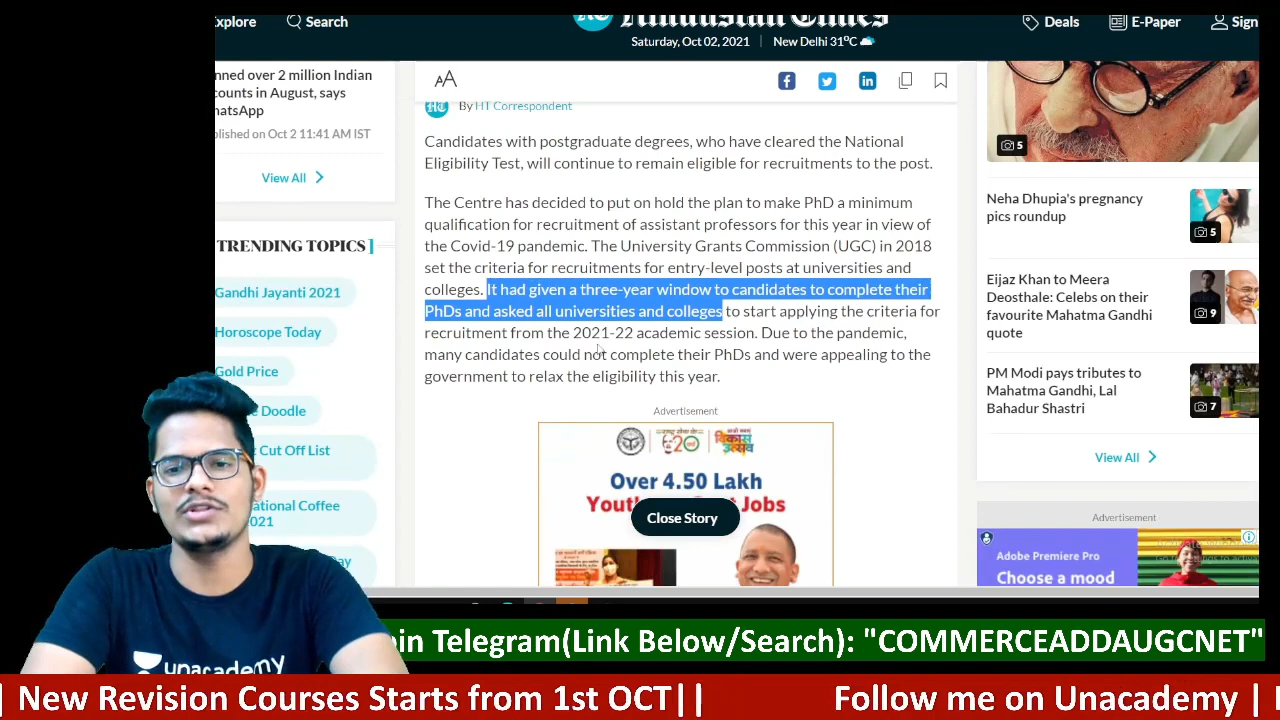 Explore
Search
Hindustan Times
Deals
E-Paper
Sign
Saturday, Oct 02, 2021
New Delhi 31°C
nned over 2 million Indian
counts in August, says
hatsApp
blished on Oct 2 11:41 AM IST
View All
TRENDING TOPICS
Gandhi Jayanti 2021
Horoscope Today
Gold Price
Doodle
Cut Off List
ational Coffee
2021
ay
AA
By HT Correspondent
Candidates with postgraduate degrees, who have cleared the National
Eligibility Test, will continue to remain eligible for recruitments to the post.
The Centre has decided to put on hold the plan to make PhD a minimum
qualification for recruitment of assistant professors for this year in view of
the Covid-19 pandemic. The University Grants Commission (UGC) in 2018
set the criteria for recruitments for entry-level posts at universities and
colleges. It had given a three-year window to candidates to complete their
PhDs and asked all universities and colleges to start applying the criteria for
recruitment from the 2021-22 academic session. Due to the pandemic,
many candidates could not complete their PhDs and were appealing to the
government to relax the eligibility this year.
Advertisement
विकास
उत्सव
Over 4.50 Lakh
Jobs
Close Story
5
Neha Dhupia's pregnancy
pics roundup
5
Eijaz Khan to Meera
Deosthale: Celebs on their
favourite Mahatma Gandhi
quote
9
PM Modi pays tributes to
Mahatma Gandhi, Lal
Bahadur Shastri
7
View All
Advertisement
Adobe Premiere Pro
Choose a mood
unacademy
oin Telegram(Link Below/Search): "COMMERCEADDAUGCNET"
| New Revision Courses Starts from 1st OCT|| Follow me on Unacademy |